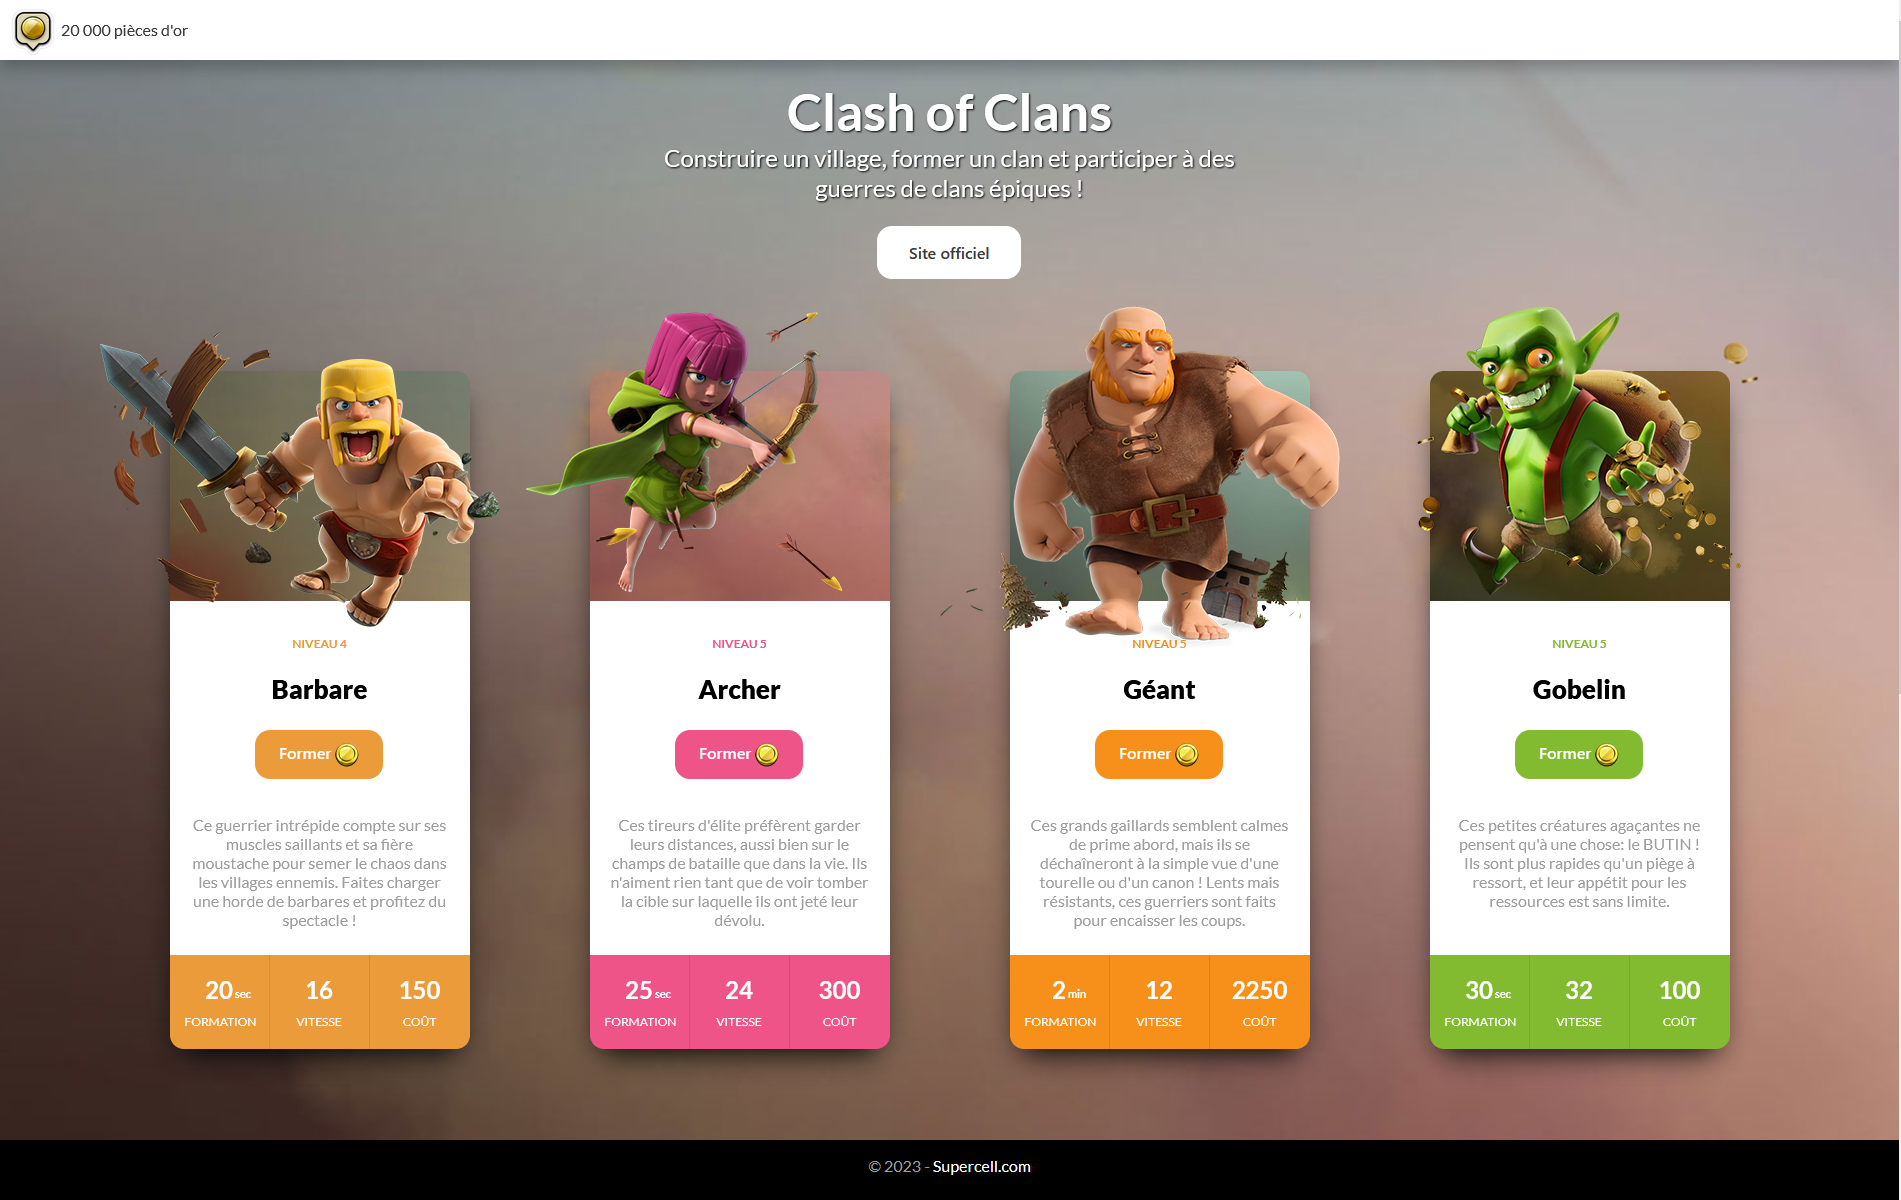 20 000 pièces d'or
Clash of Clans
Construire un village, former un clan et participer à des
guerres de clans épiques !
Site officiel
NIVEAU 4
Barbare
Former
Ce guerrier intrépide compte sur ses
muscles saillants et sa fière
moustache pour semer le chaos dans
les villages ennemis. Faites charger
une horde de barbares et profitez du
spectacle !
20 sec
FORMATION
16
VITESSE
150
COÛT
NIVEAU 5
Archer
Former
Ces tireurs d'élite préfèrent garder
leurs distances, aussi bien sur le
champs de bataille que dans la vie. Ils
n'aiment rien tant que de voir tomber
la cible sur laquelle ils ont jeté leur
dévolu.
25 sec
FORMATION
24
VITESSE
300
COÛT
NIVEAU 5
Géant
Former
Ces grands gaillards semblent calmes
de prime abord, mais ils se
déchaîneront à la simple vue d'une
tourelle ou d'un canon ! Lents mais
résistants, ces guerriers sont faits
pour encaisser les coups.
2 min
FORMATION
12
VITESSE
2250
COÛT
NIVEAU 5
Gobelin
Former
Ces petites créatures agaçantes ne
pensent qu'à une chose: le BUTIN !
Ils sont plus rapides qu'un piège à
ressort, et leur appétit pour les
ressources est sans limite.
30 sec
FORMATION
32
VITESSE
100
COÛT
© 2023 - Supercell.com